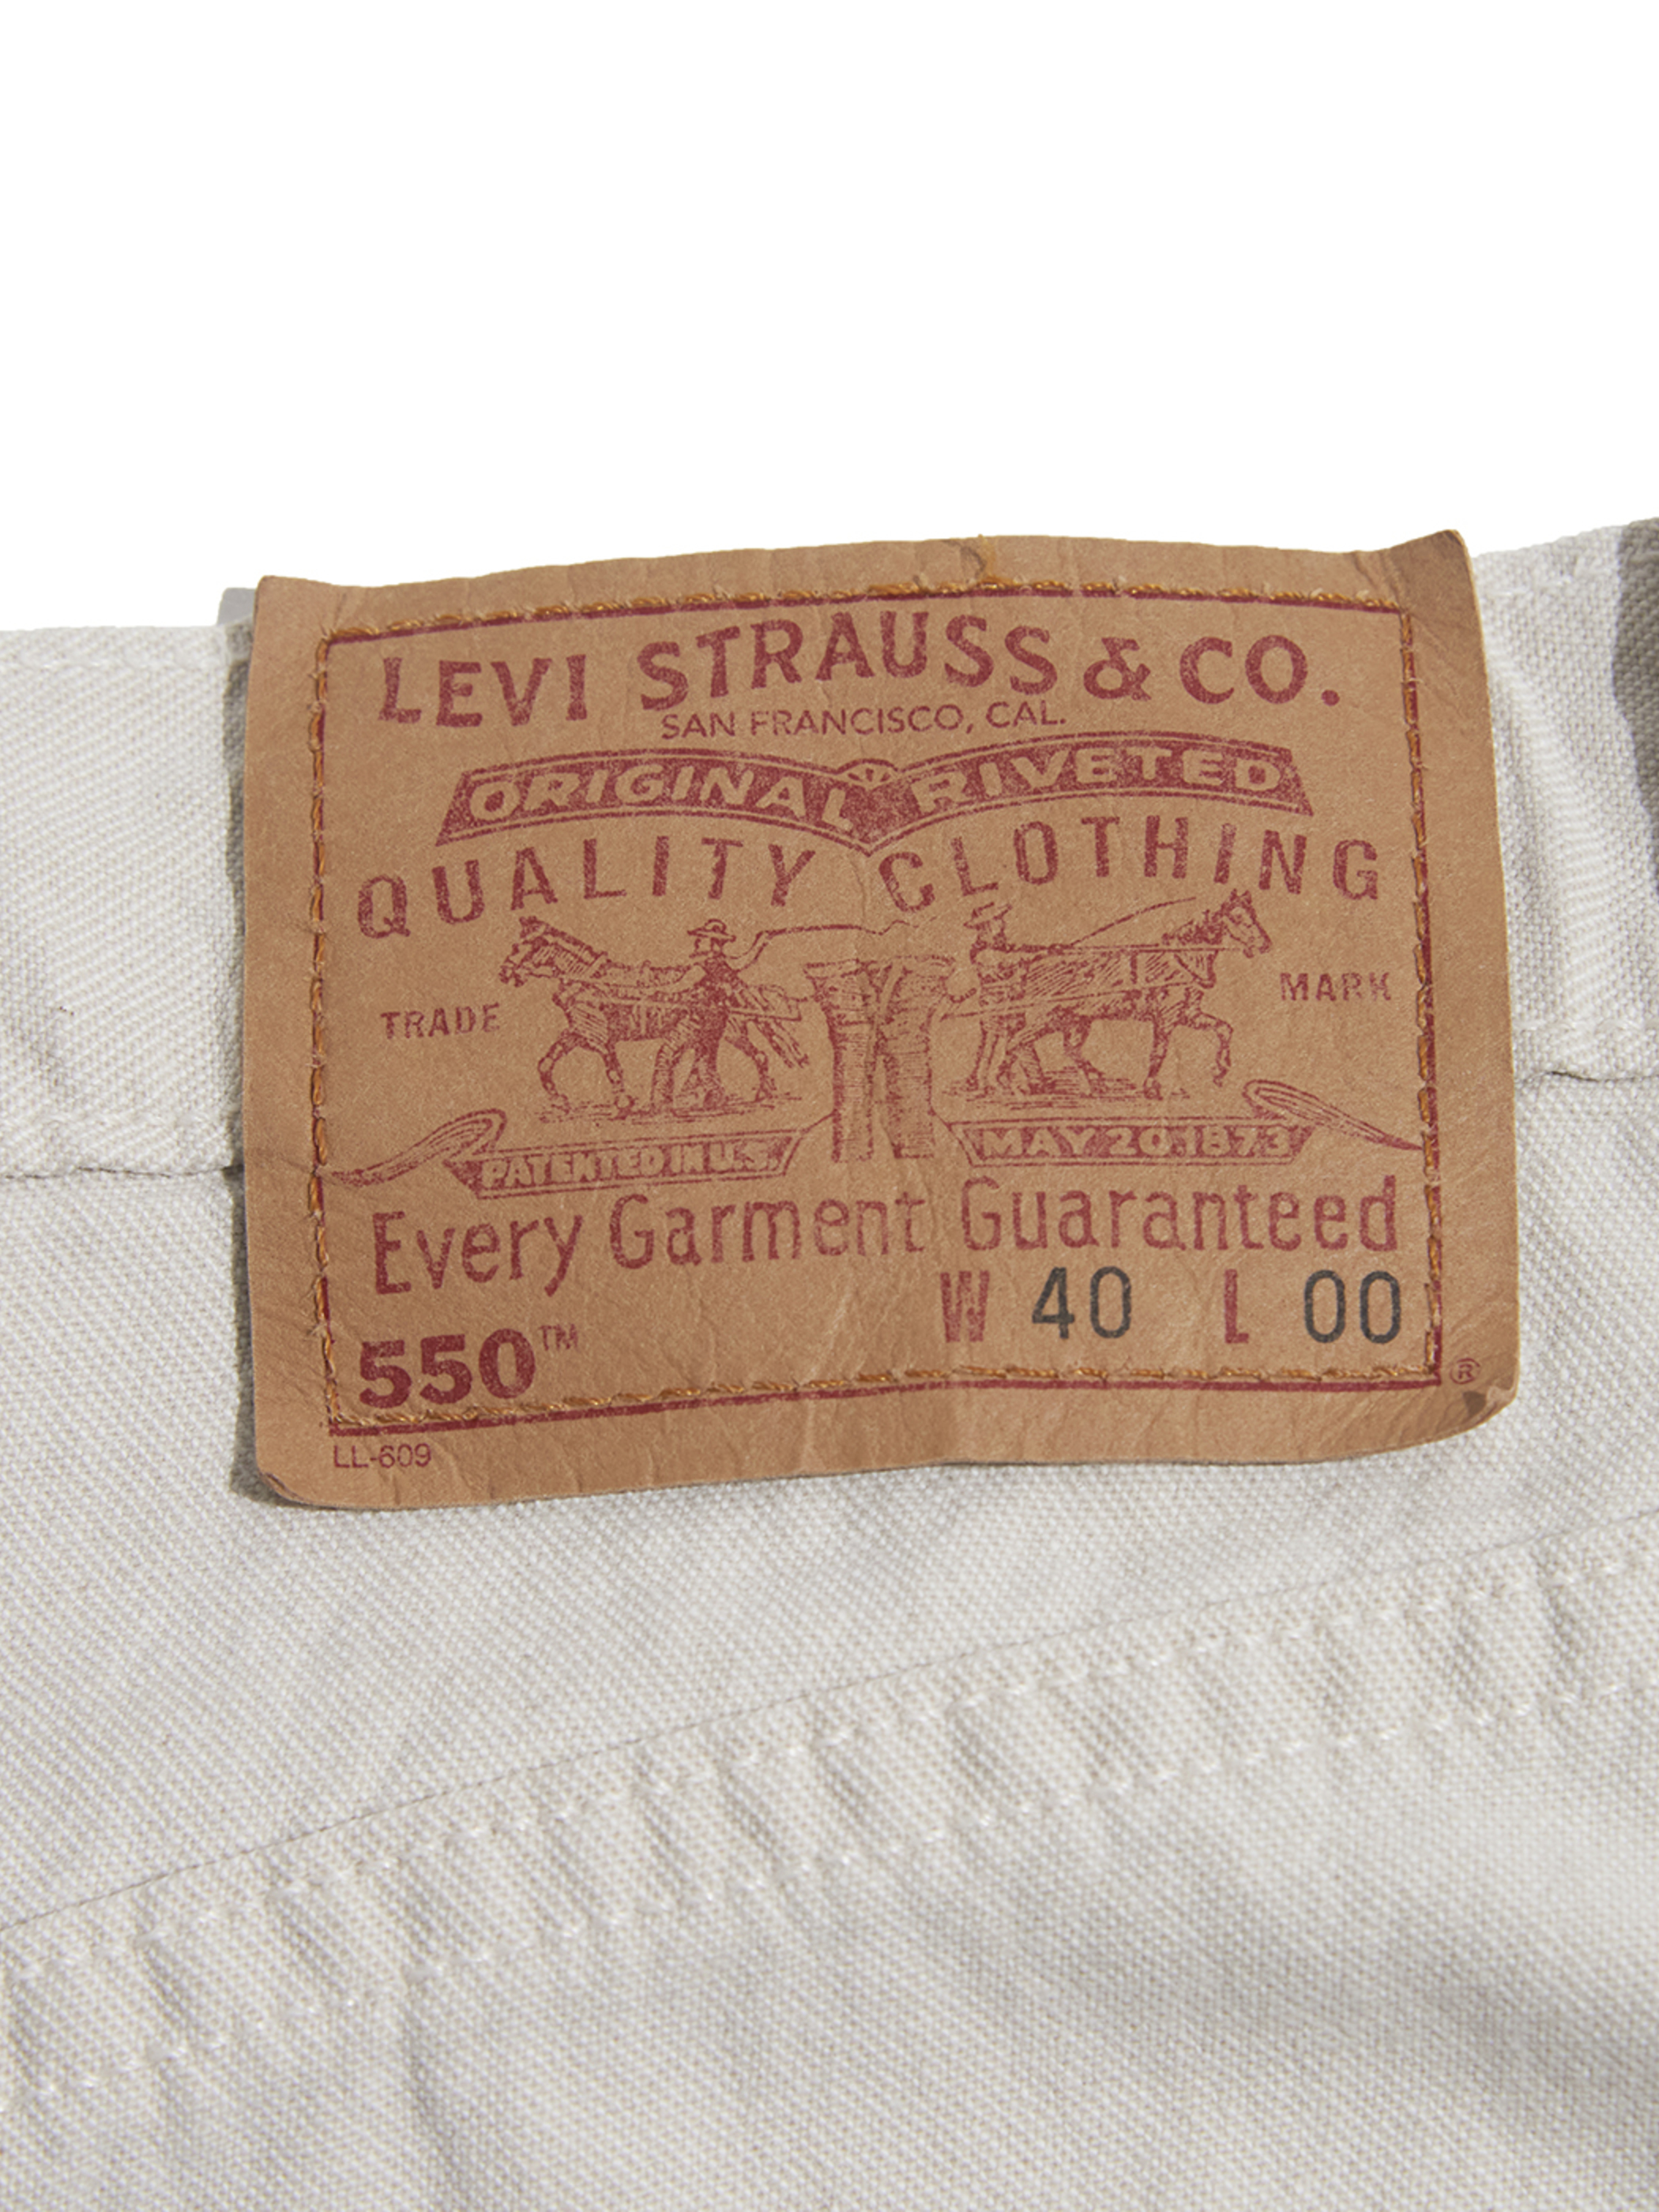 LEVI STRAUSS & CO.
SAN FRANCISCO, CAL.
ORIGINAL RIVETED
QUALITY CLOTHING
TRADE MARK
PATENTED IN U.S. MAY 20 1873
Every Garment Guaranteed
W 40 L 00
550™
®
LL-609